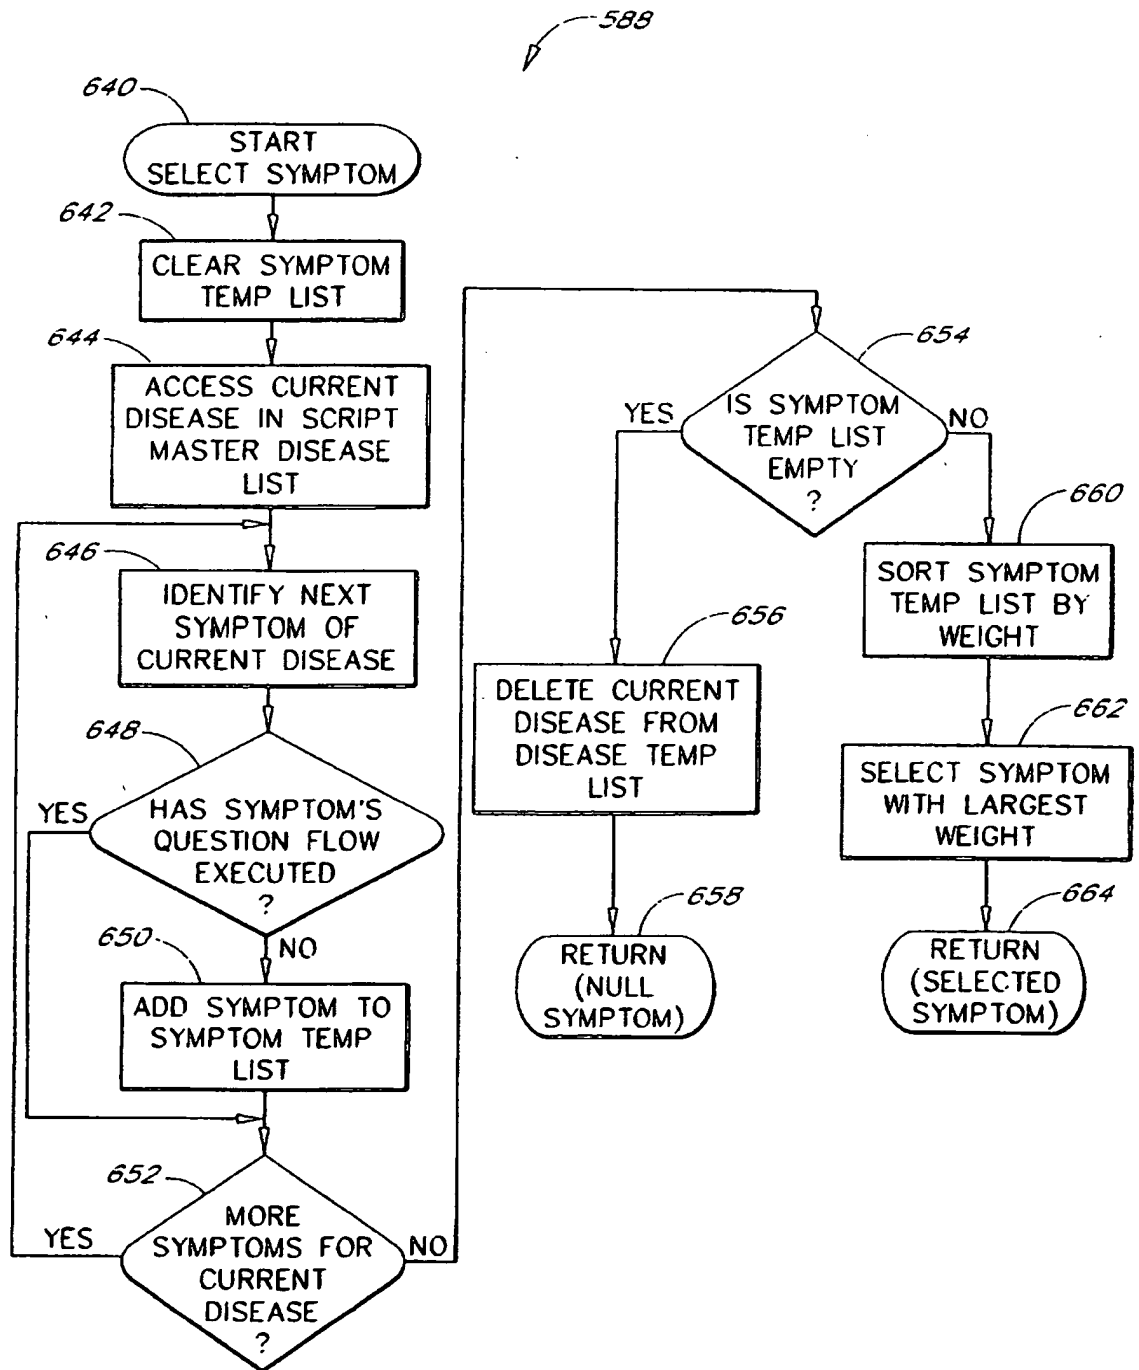 588
640
START
SELECT SYMPTOM
642
CLEAR SYMPTOM
TEMP LIST
644
ACCESS CURRENT
DISEASE IN SCRIPT
MASTER DISEASE
LIST
646
IDENTIFY NEXT
SYMPTOM OF
CURRENT DISEASE
648
YES
HAS SYMPTOM'S
QUESTION FLOW
EXECUTED
?
NO
650
ADD SYMPTOM TO
SYMPTOM TEMP
LIST
652
YES
MORE
SYMPTOMS FOR
CURRENT
DISEASE
?
NO
654
YES
IS SYMPTOM
TEMP LIST
EMPTY
?
NO
656
DELETE CURRENT
DISEASE FROM
DISEASE TEMP
LIST
658
RETURN
(NULL
SYMPTOM)
660
SORT SYMPTOM
TEMP LIST BY
WEIGHT
662
SELECT SYMPTOM
WITH LARGEST
WEIGHT
664
RETURN
(SELECTED
SYMPTOM)